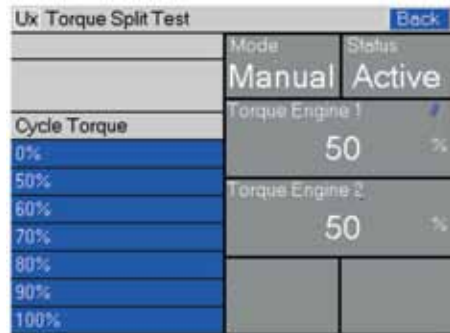 Ux Torque Split Test
Back
Mode
Manual
Status
Active
Torque Engine 1
50 %
Torque Engine 2
50 %
Cycle Torque
0%
50%
60%
70%
80%
90%
100%